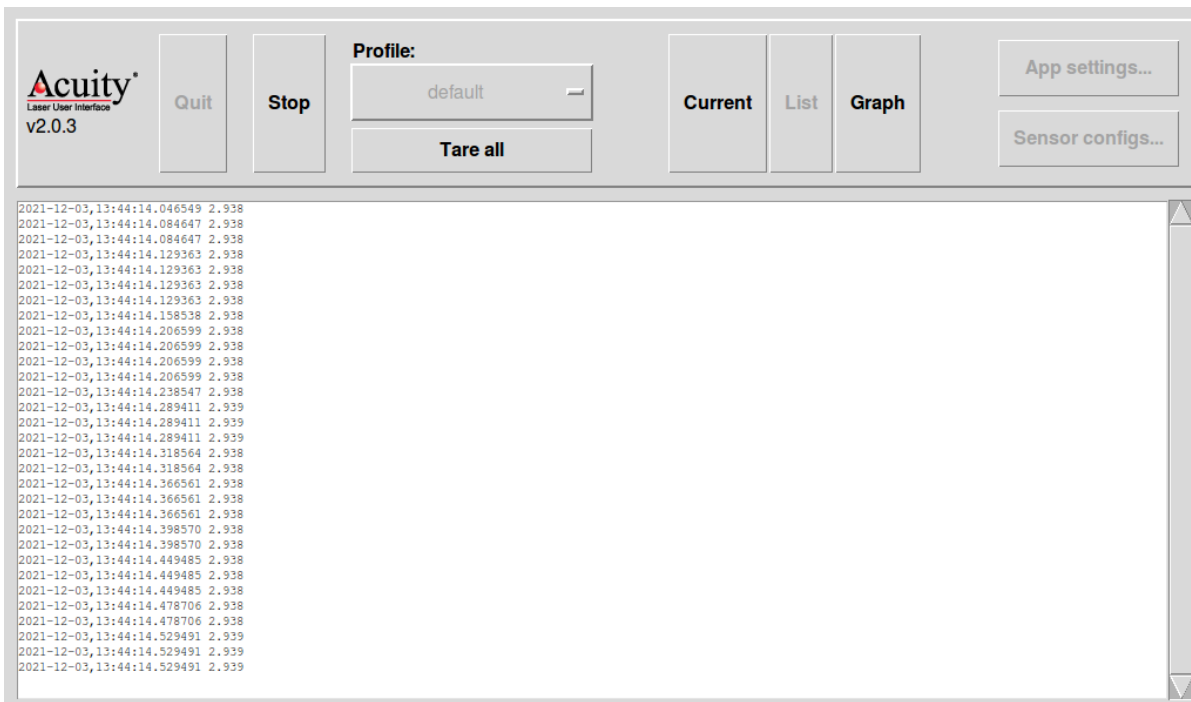 Acuity
Laser User Interface
v2.0.3
Quit
Stop
Profile:
default
Tare all
Current
List
Graph
App settings...
Sensor configs...
2021-12-03,13:44:14.046549 2.938
2021-12-03,13:44:14.084647 2.938
2021-12-03,13:44:14.084647 2.938
2021-12-03,13:44:14.129363 2.938
2021-12-03,13:44:14.129363 2.938
2021-12-03,13:44:14.129363 2.938
2021-12-03,13:44:14.129363 2.938
2021-12-03,13:44:14.158538 2.938
2021-12-03,13:44:14.206599 2.938
2021-12-03,13:44:14.206599 2.938
2021-12-03,13:44:14.206599 2.938
2021-12-03,13:44:14.206599 2.938
2021-12-03,13:44:14.238547 2.938
2021-12-03,13:44:14.289411 2.939
2021-12-03,13:44:14.289411 2.939
2021-12-03,13:44:14.289411 2.939
2021-12-03,13:44:14.318564 2.938
2021-12-03,13:44:14.318564 2.938
2021-12-03,13:44:14.366561 2.938
2021-12-03,13:44:14.366561 2.938
2021-12-03,13:44:14.366561 2.938
2021-12-03,13:44:14.398570 2.938
2021-12-03,13:44:14.398570 2.938
2021-12-03,13:44:14.449485 2.938
2021-12-03,13:44:14.449485 2.938
2021-12-03,13:44:14.449485 2.938
2021-12-03,13:44:14.478706 2.938
2021-12-03,13:44:14.478706 2.938
2021-12-03,13:44:14.529491 2.939
2021-12-03,13:44:14.529491 2.939
2021-12-03,13:44:14.529491 2.939